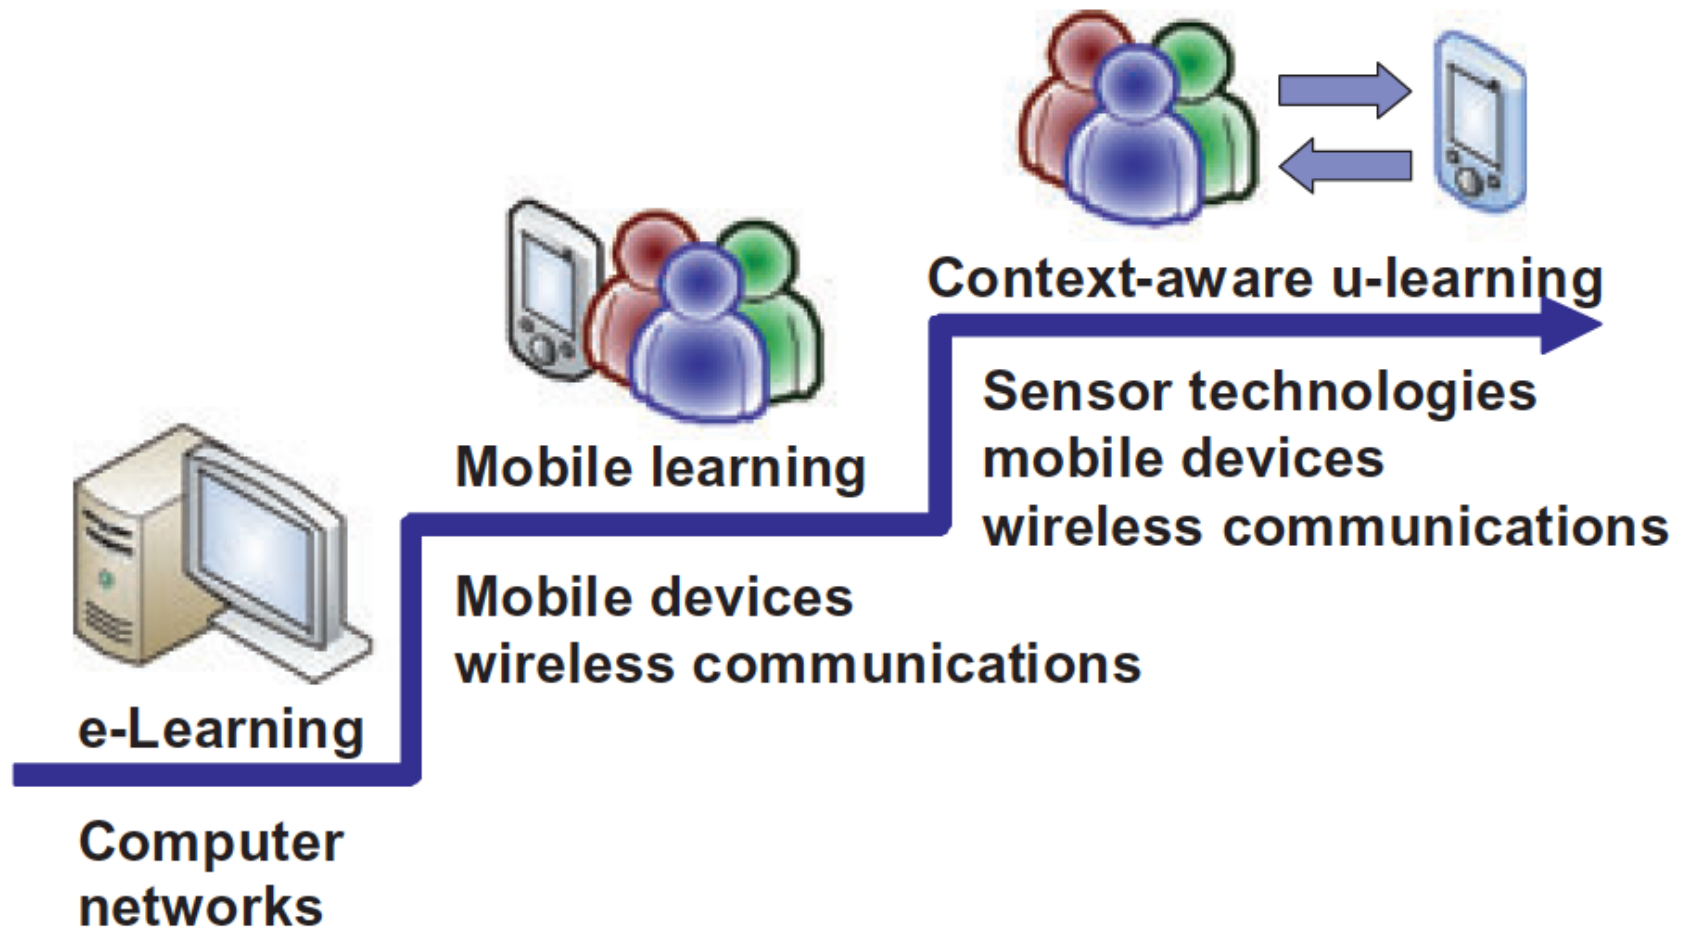 Context-aware u-learning
Sensor technologies
mobile devices
wireless communications
Mobile learning
Mobile devices
wireless communications
e-Learning
Computer
networks